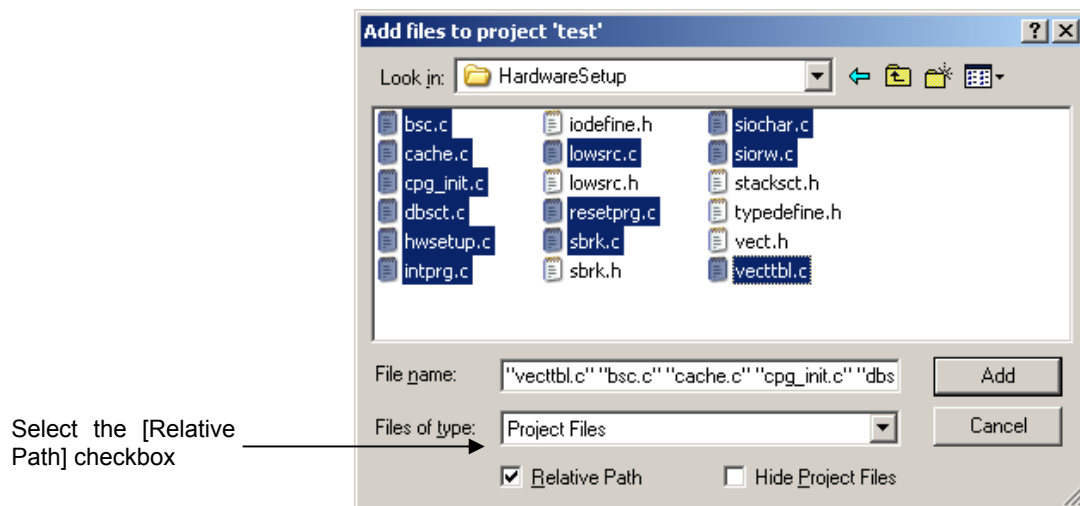 Add files to project 'test'
Look in: HardwareSetup
bsc.c
cache.c
cpg_init.c
dbsct.c
hwsetup.c
intprg.c
iodefine.h
lowsrc.c
lowsrc.h
resetprg.c
sbrk.c
sbrk.h
siochar.c
siorw.c
stacksct.h
typedefine.h
vect.h
vecttbl.c
File name: "vecttbl.c" "bsc.c" "cache.c" "cpg_init.c" "dbs
Add
Files of type: Project Files
Cancel
Relative Path
Hide Project Files
Select the [Relative
Path] checkbox